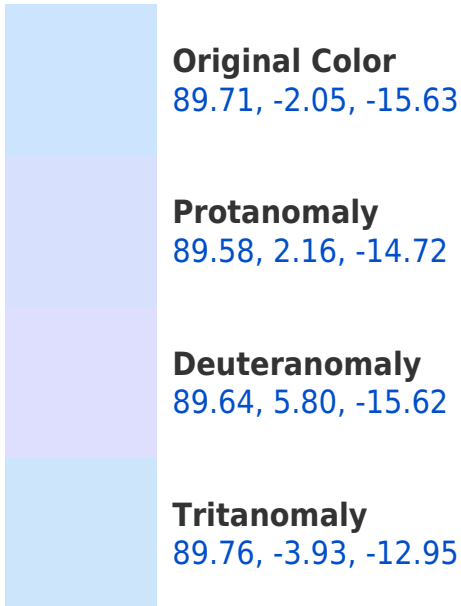 Original Color
89.71, -2.05, -15.63
Protanomaly
89.58, 2.16, -14.72
Deuteranomaly
89.64, 5.80, -15.62
Tritanomaly
89.76, -3.93, -12.95